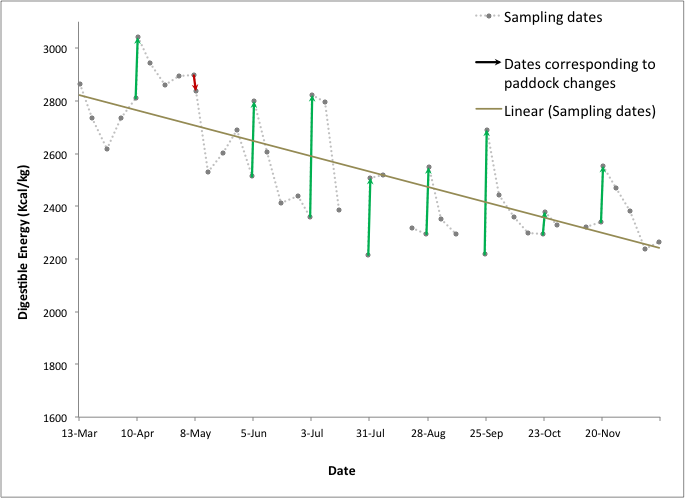 Sampling dates
Dates corresponding to
paddock changes
Linear (Sampling dates)
Digestible Energy (Kcal/kg)
3000
2800
2600
2400
2200
2000
1800
1600
13-Mar 10-Apr 8-May 5-Jun 3-Jul 31-Jul 28-Aug 25-Sep 23-Oct 20-Nov
Date